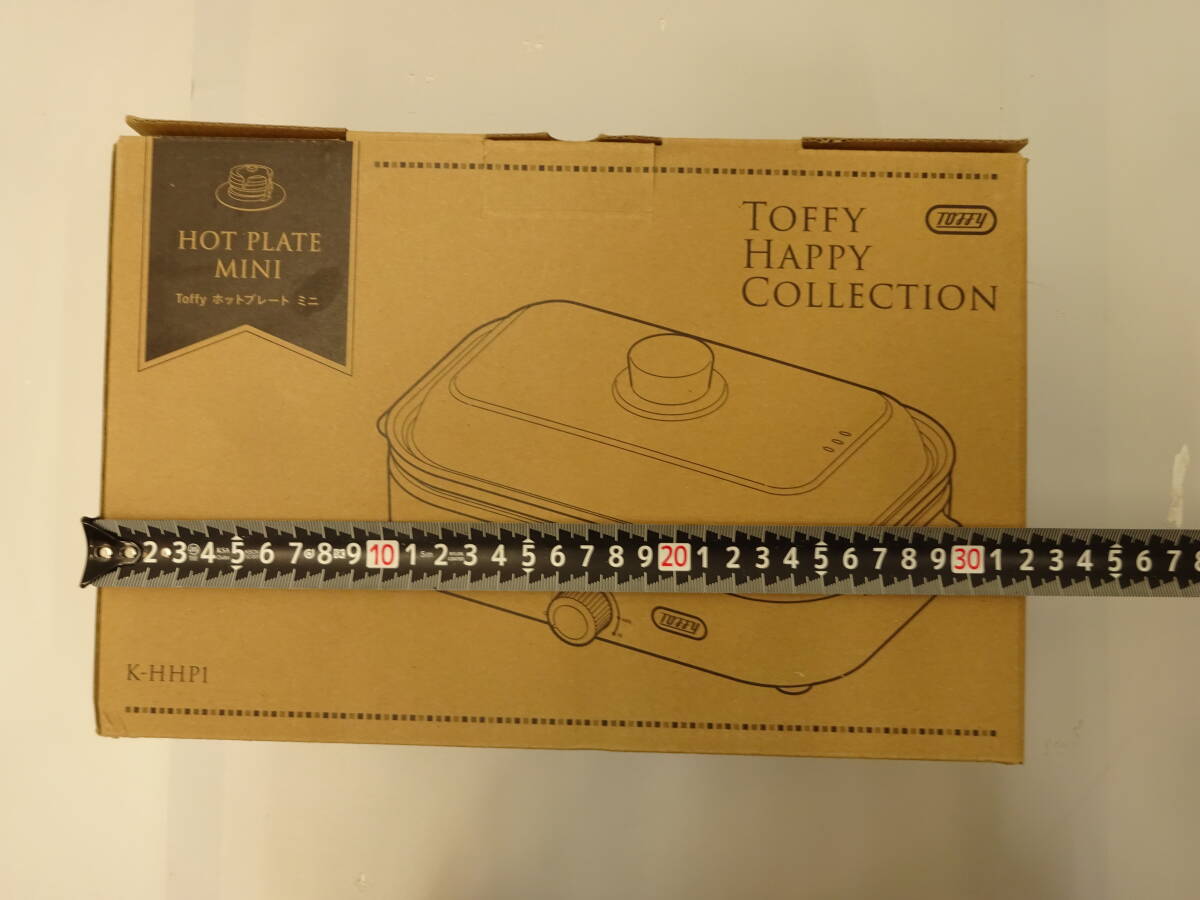 HOT PLATE
MINI
Toffy ホットプレート ミニ
TOFFY
HAPPY
COLLECTION
TOFFY
2 3 4 5 6 7 8 9 10 1 2 3 4 5 6 7 8 9 20 1 2 3 4 5 6 7 8 9 30 1 2 3 4 5 6 7 8
TOFFY
K-HHP1